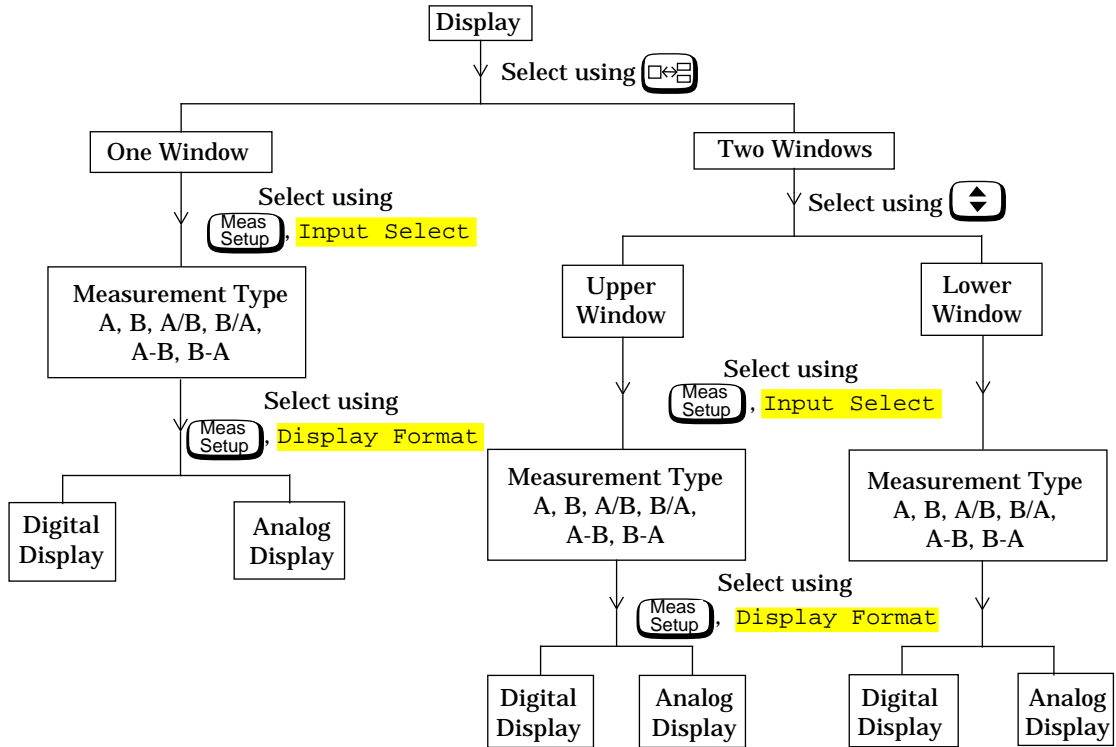 Display
Select using
One Window
Two Windows
Select using
Meas
Setup
, Input Select
Select using
Measurement Type
A, B, A/B, B/A,
A-B, B-A
Upper
Window
Lower
Window
Select using
Meas
Setup
, Display Format
Select using
Meas
Setup
, Input Select
Digital
Display
Analog
Display
Measurement Type
A, B, A/B, B/A,
A-B, B-A
Measurement Type
A, B, A/B, B/A,
A-B, B-A
Select using
Meas
Setup
, Display Format
Digital
Display
Analog
Display
Digital
Display
Analog
Display